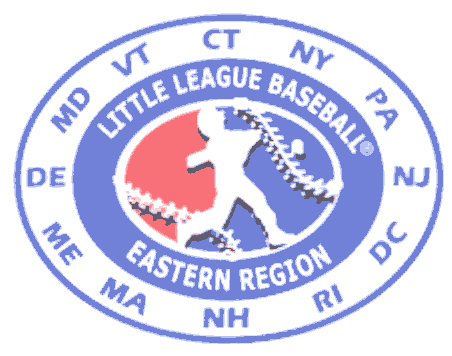 CT
NY
PA
NJ
DC
RI
NH
MA
ME
DE
MD
VT
LITTLE LEAGUE BASEBALL®
EASTERN REGION